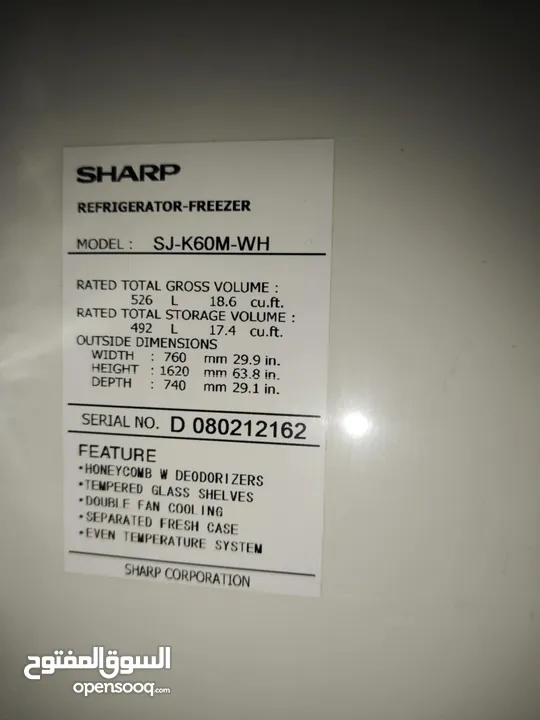 SHARP
REFRIGERATOR-FREEZER
MODEL : SJ-K60M-WH
RATED TOTAL GROSS VOLUME :
526 L 18.6 cu.ft.
RATED TOTAL STORAGE VOLUME :
492 L 17.4 cu.ft.
OUTSIDE DIMENSIONS
WIDTH : 760 mm 29.9 in.
HEIGHT : 1620 mm 63.8 in.
DEPTH : 740 mm 29.1 in.
SERIAL NO. D 080212162
FEATURE
•HONEYCOMB W DEODORIZERS
•TEMPERED GLASS SHELVES
•DOUBLE FAN COOLING
•SEPARATED FRESH CASE
•EVEN TEMPERATURE SYSTEM
SHARP CORPORATION
السوق المفتوح
opensooq.com